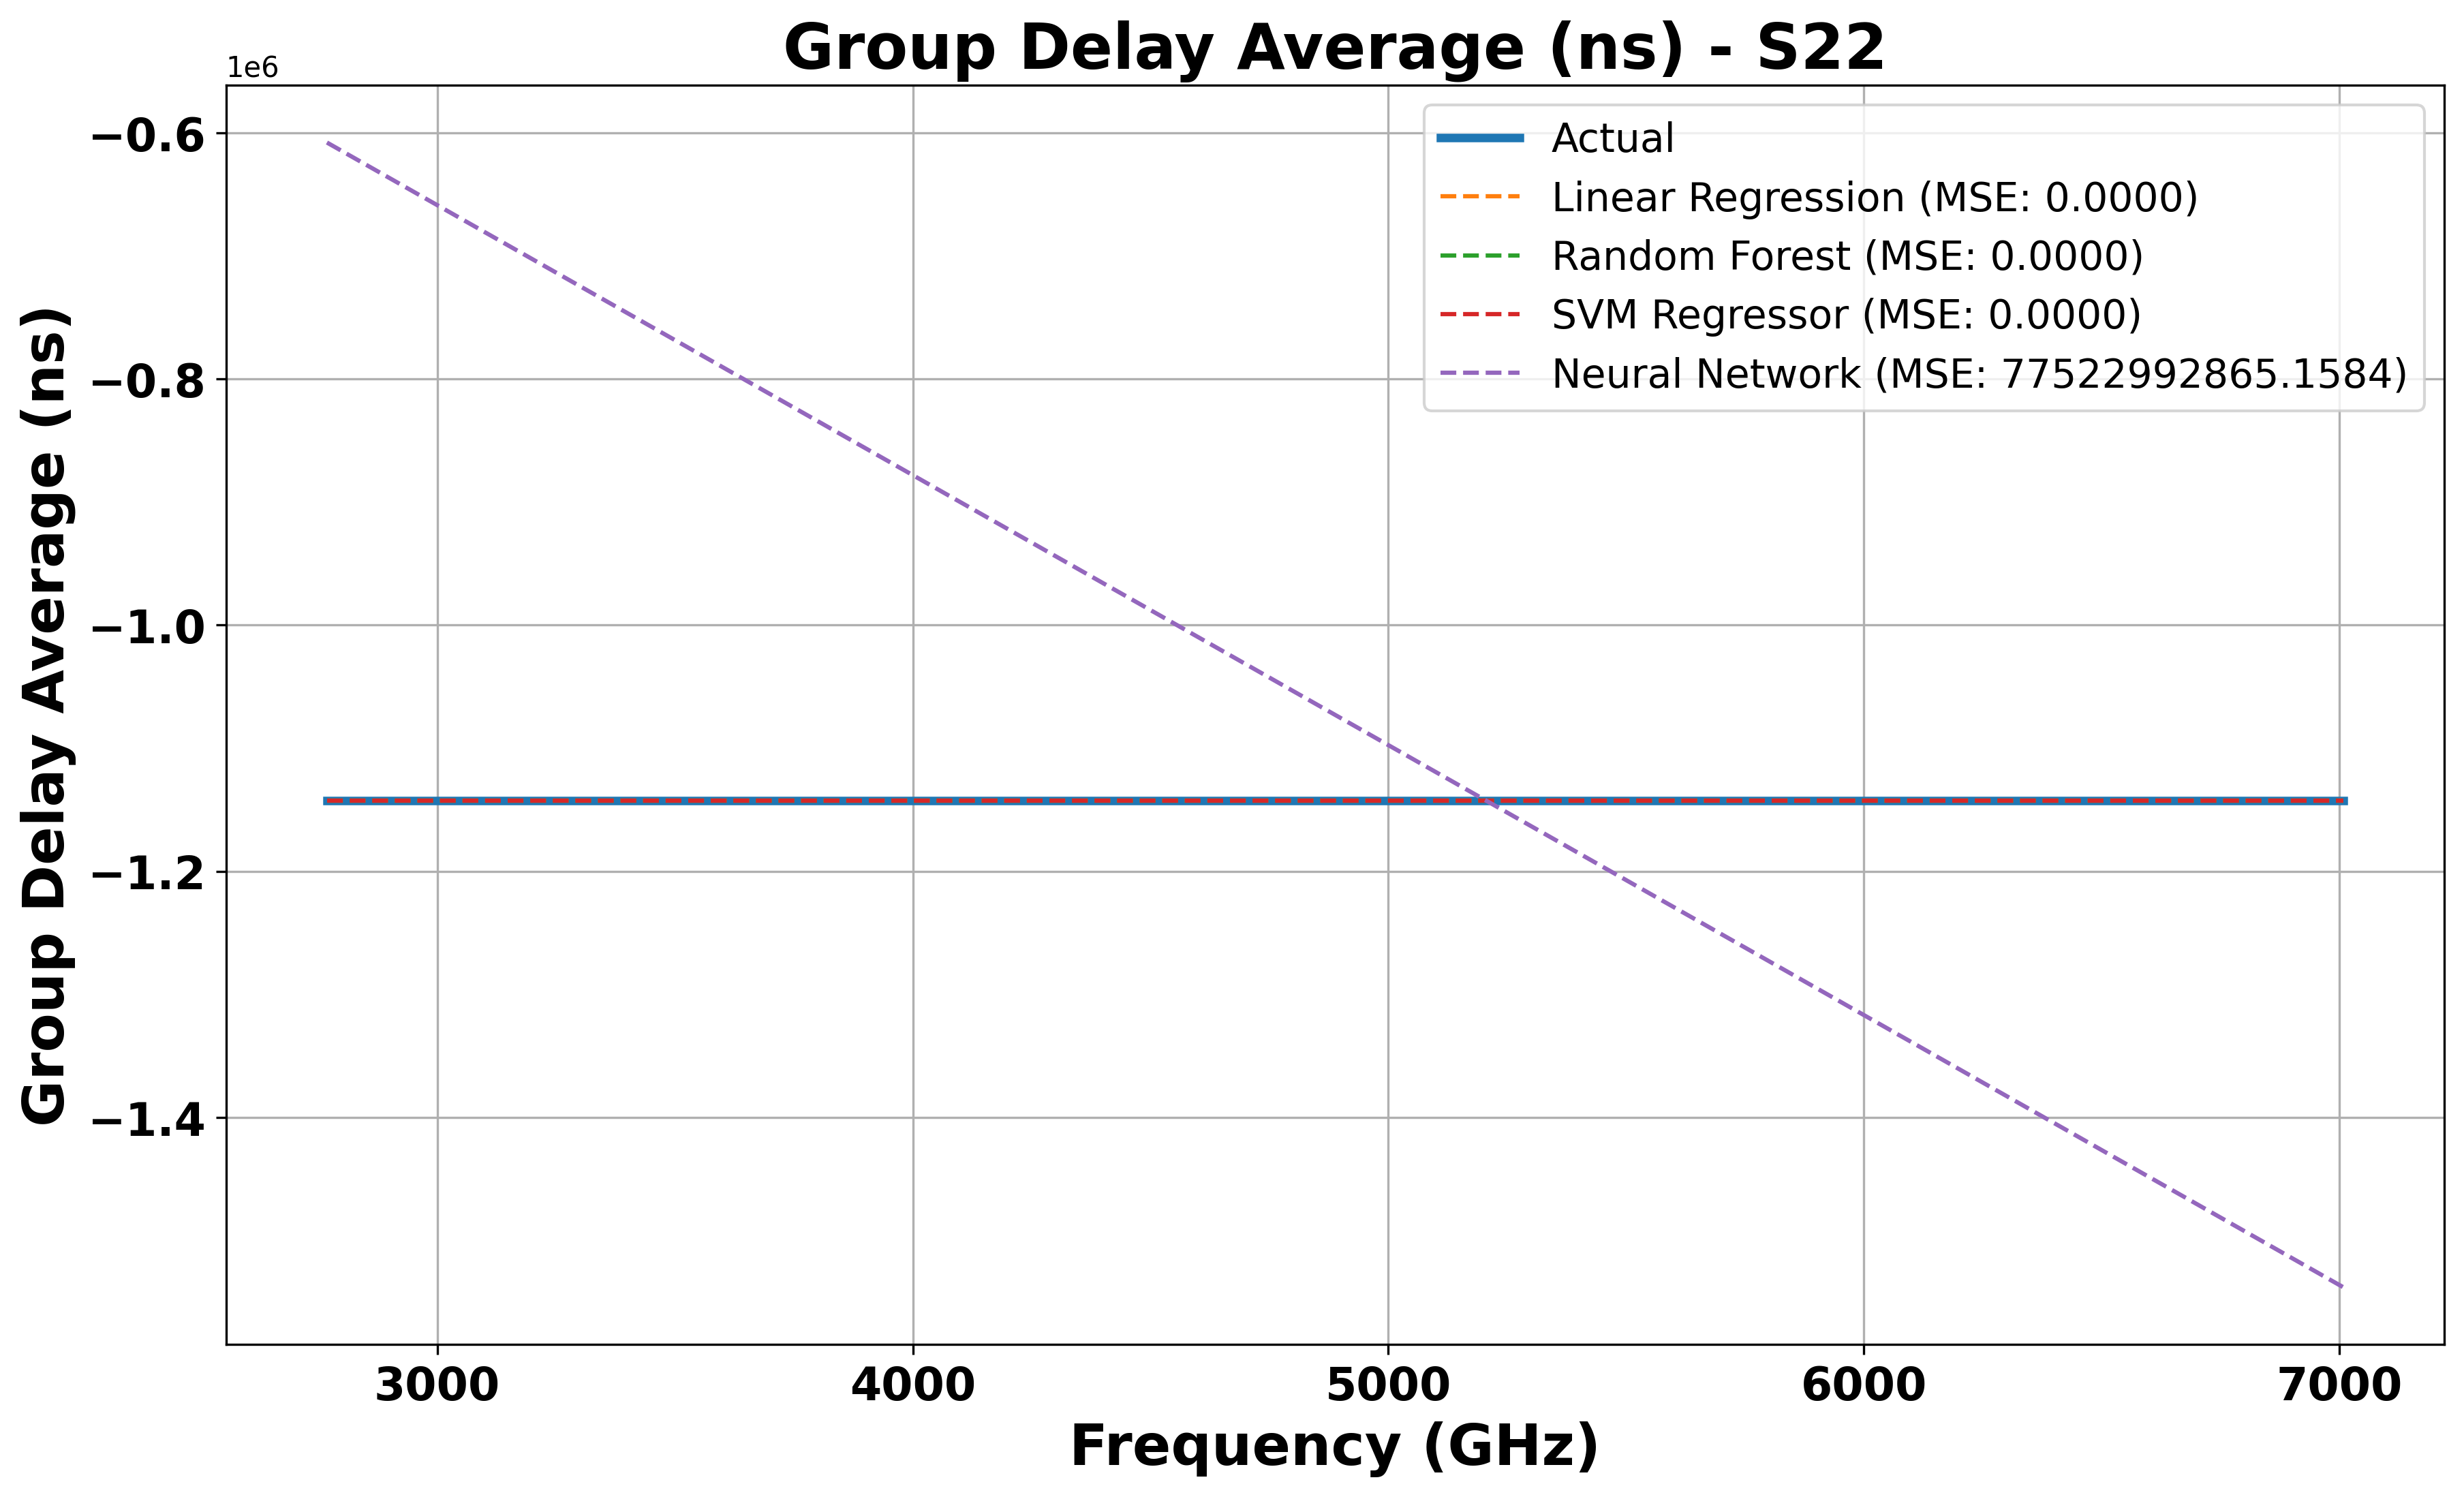 Group Delay Average (ns) - S22
1e6
−0.6
−0.8
−1.0
−1.2
−1.4
Group Delay Average (ns)
Actual
Linear Regression (MSE: 0.0000)
Random Forest (MSE: 0.0000)
SVM Regressor (MSE: 0.0000)
Neural Network (MSE: 77522992865.1584)
3000 4000 5000 6000 7000
Frequency (GHz)